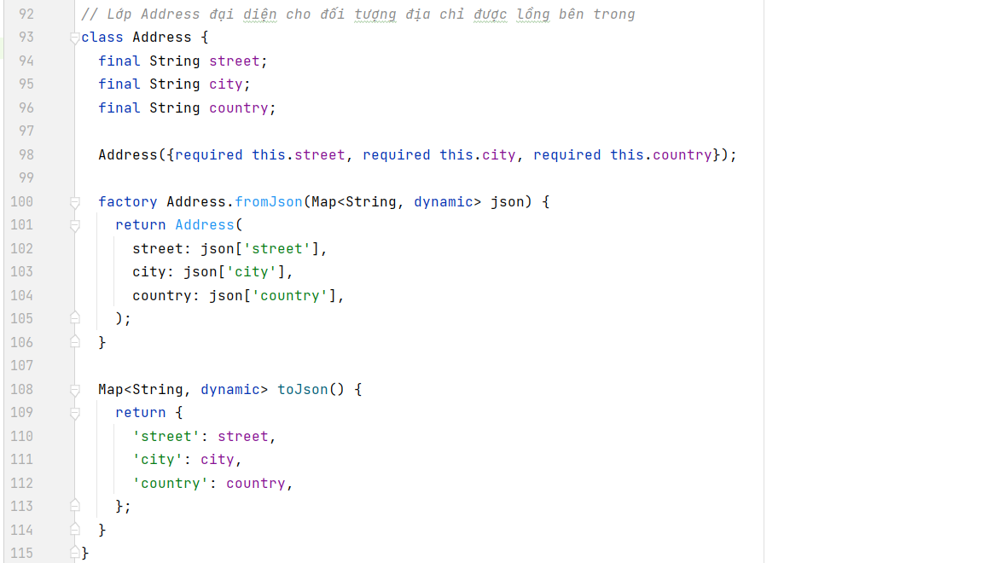 92 // Lớp Address đại diện cho đối tượng địa chỉ được lồng bên trong
93 class Address {
94   final String street;
95   final String city;
96   final String country;
97
98   Address({required this.street, required this.city, required this.country});
99
100   factory Address.fromJson(Map<String, dynamic> json) {
101     return Address(
102       street: json['street'],
103       city: json['city'],
104       country: json['country'],
105     );
106   }
107
108   Map<String, dynamic> toJson() {
109     return {
110       'street': street,
111       'city': city,
112       'country': country,
113     };
114   }
115 }